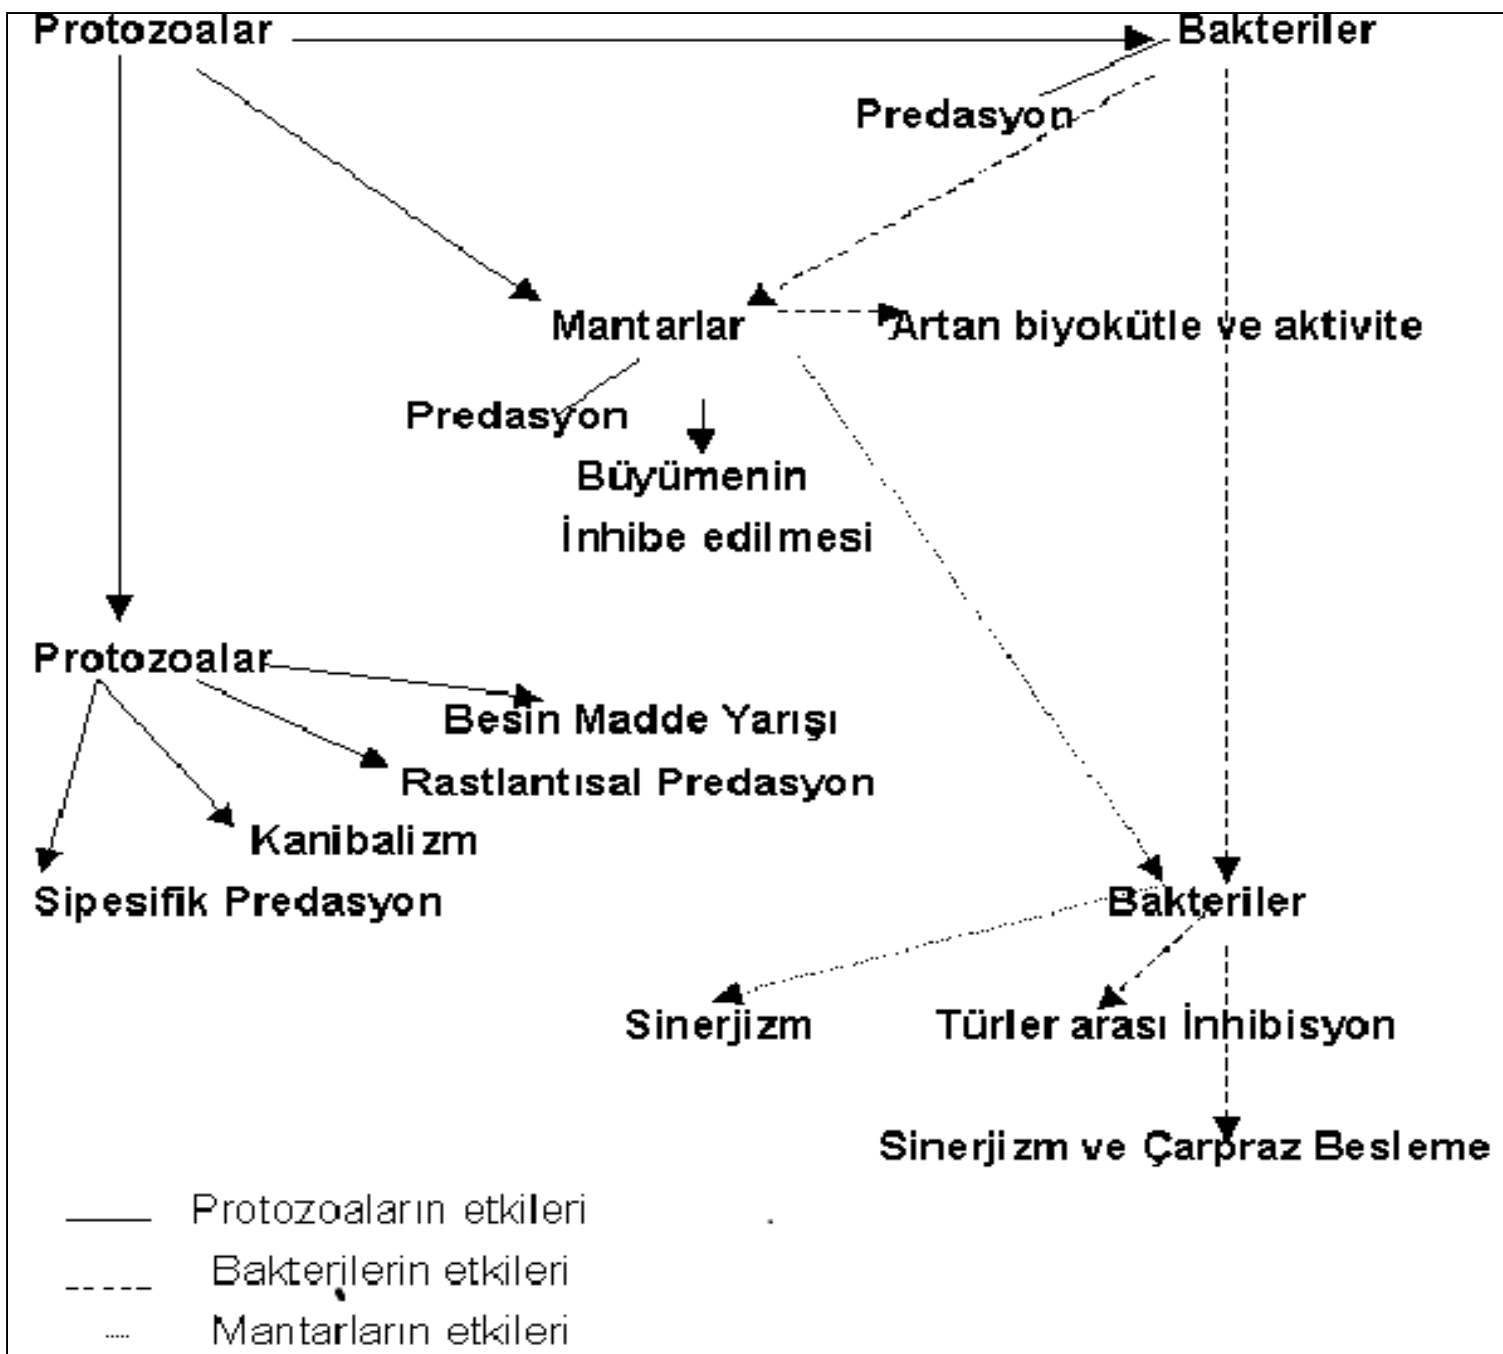 Protozoalar
Bakteriler
Predasyon
Mantarlar
Artan biyokütle ve aktivite
Predasyon
Büyümenin
İnhibe edilmesi
Protozoalar
Besin Madde Yarışı
Rastlantısal Predasyon
Kanibalizm
Sipesifik Predasyon
Bakteriler
Sinerjizm
Türler arası İnhibisyon
Sinerjizm ve Çarpraz Besleme
Protozoaların etkileri
Bakterilerin etkileri
Mantarların etkileri